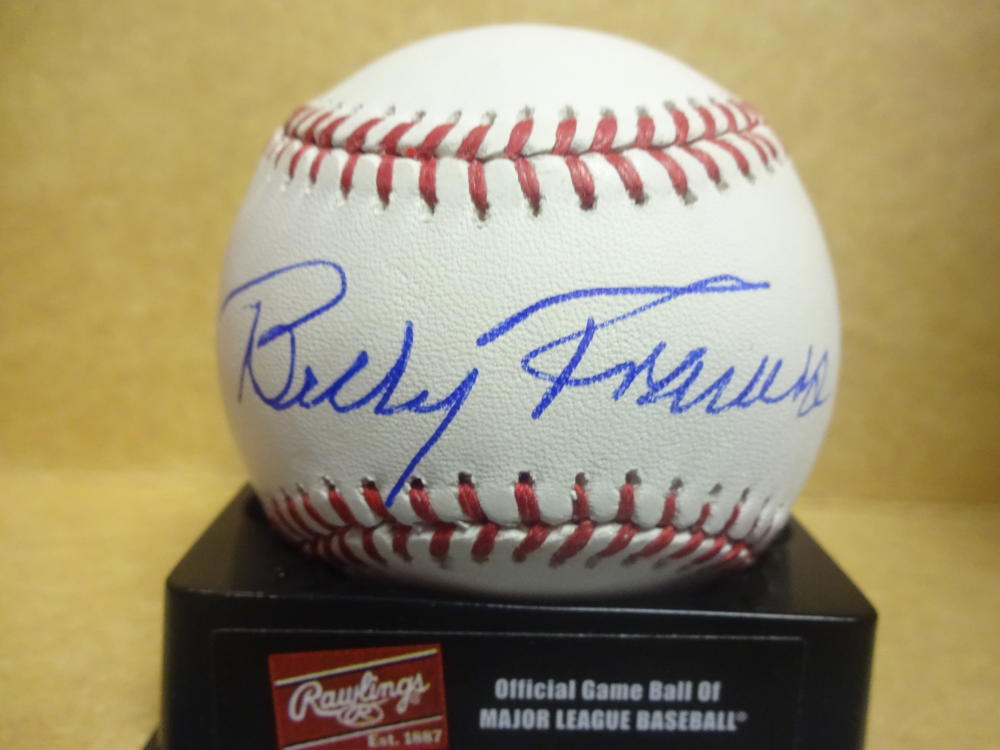 Billy
Rawlings
Est. 1887
Official Game Ball Of
MAJOR LEAGUE BASEBALL®